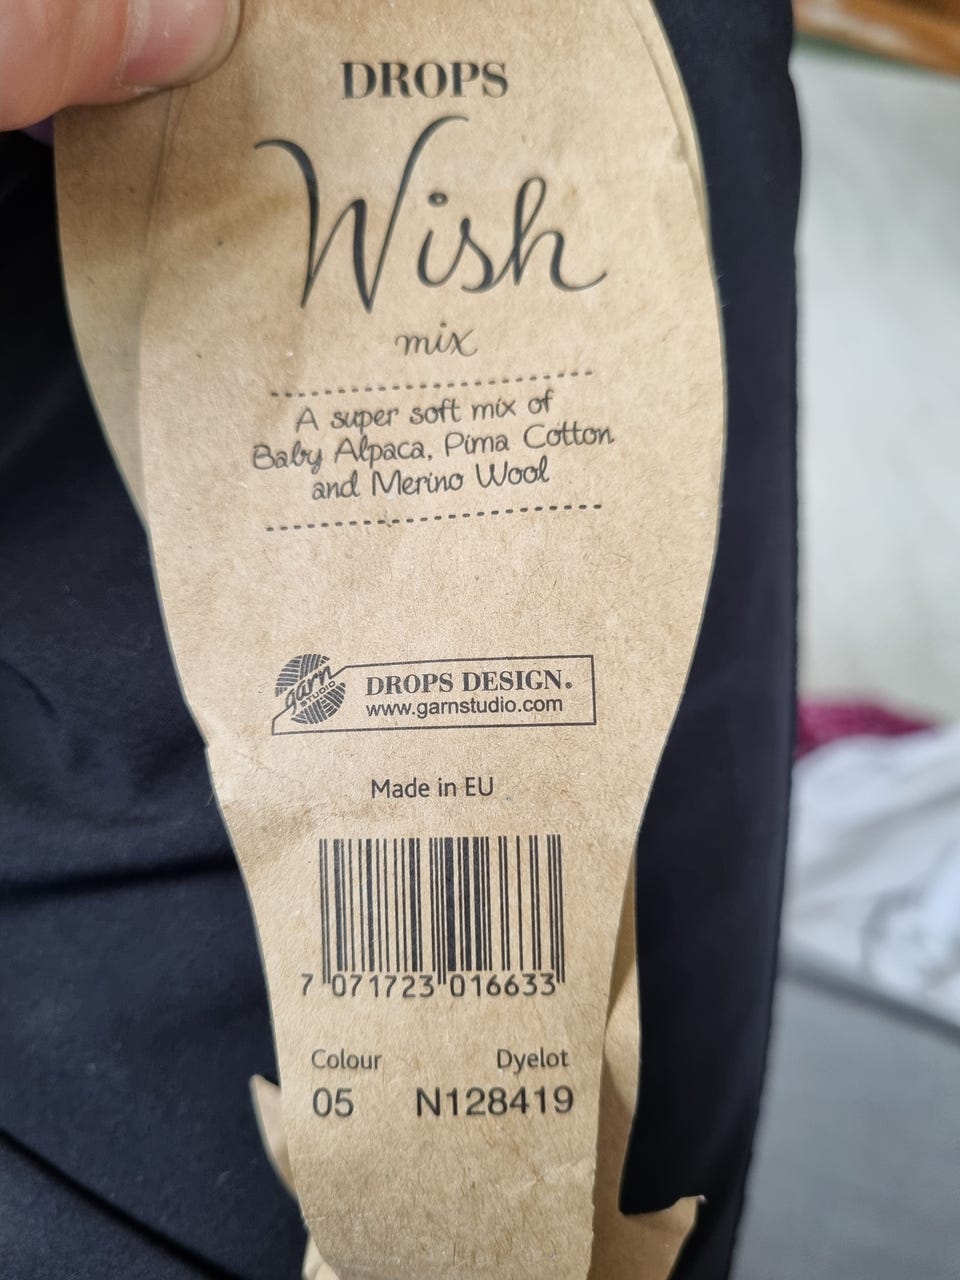 DROPS
Wish
mix
A super soft mix of
Baby Alpaca, Pima Cotton
and Merino Wool
garn
STUDIO
DROPS DESIGN®
www.garnstudio.com
Made in EU
7 071723 016633
Colour Dyelot
05 N128419